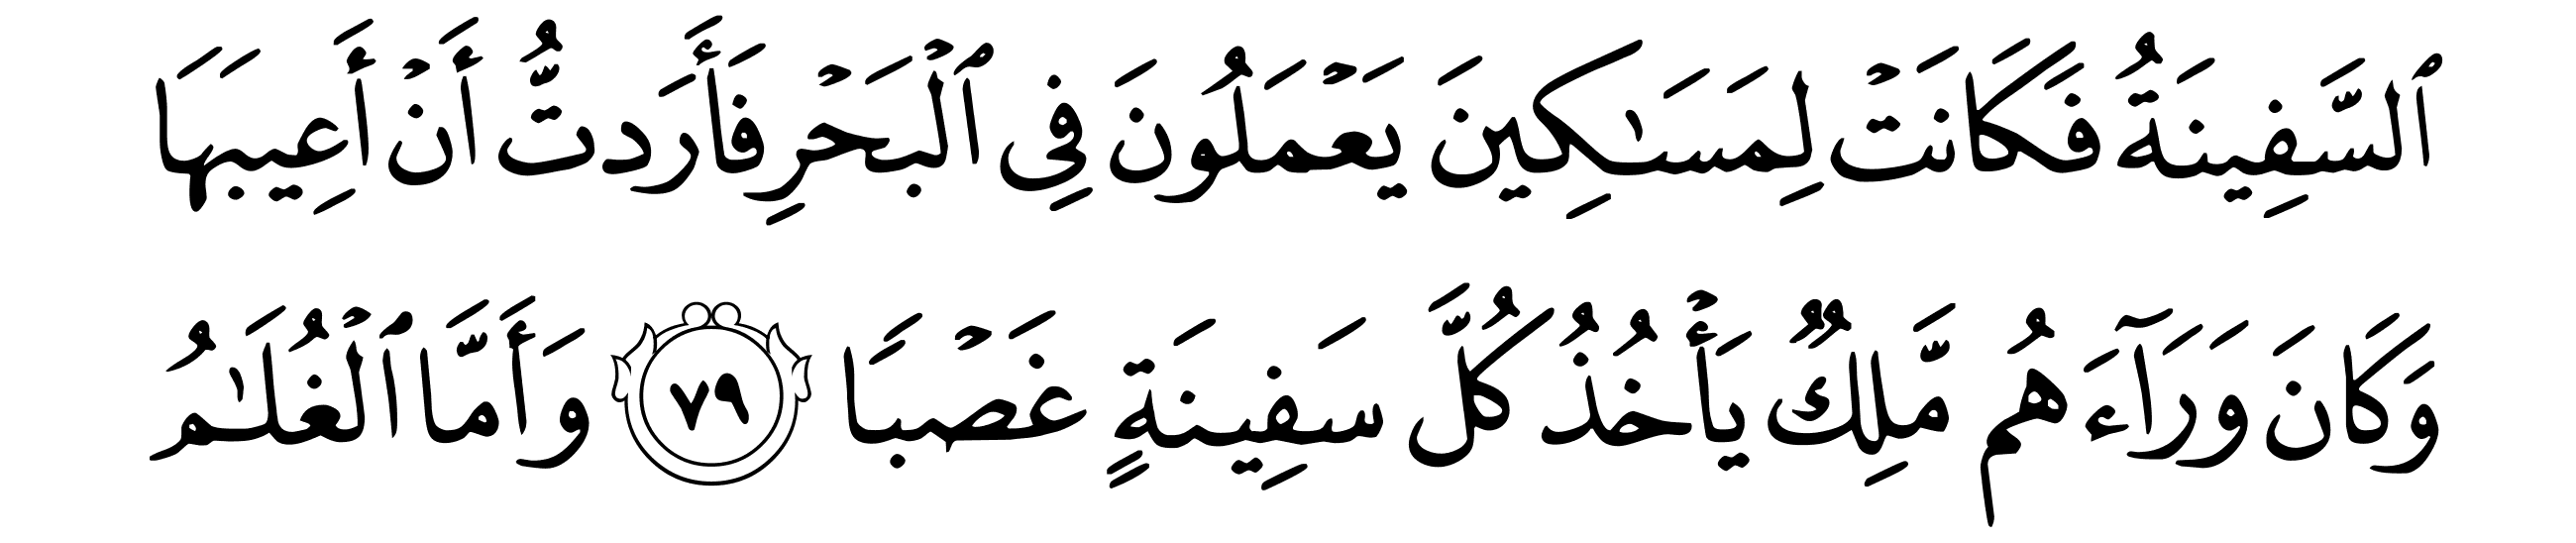 ٱلسَّفِينَةُ فَكَانَتۡ لِمَسَٰكِينَ يَعۡمَلُونَ فِي ٱلۡبَحۡرِ فَأَرَدتُّ أَنۡ أَعِيبَهَا
وَكَانَ وَرَآءَهُم مَّلِكٞ يَأۡخُذُ كُلَّ سَفِينَةٍ غَصۡبٗا ٧٩ وَأَمَّا ٱلۡغُلَٰمُ